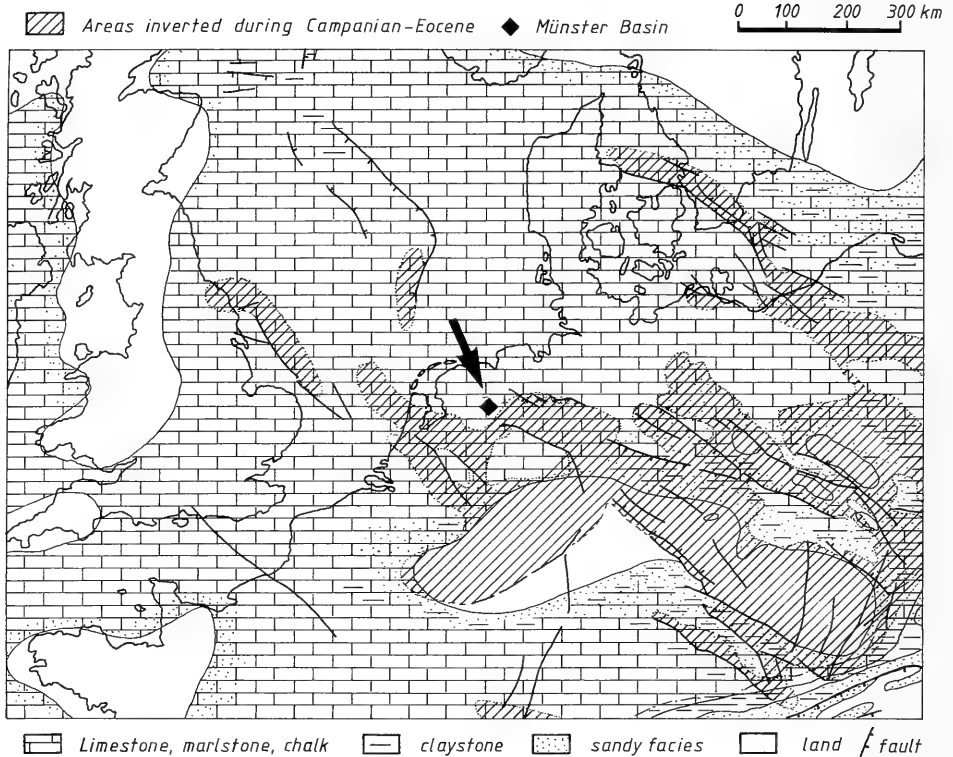 0 100 200 300 km
Areas inverted during Campanian-Eocene Münster Basin
Limestone, marlstone, chalk claystone sandy facies land fault